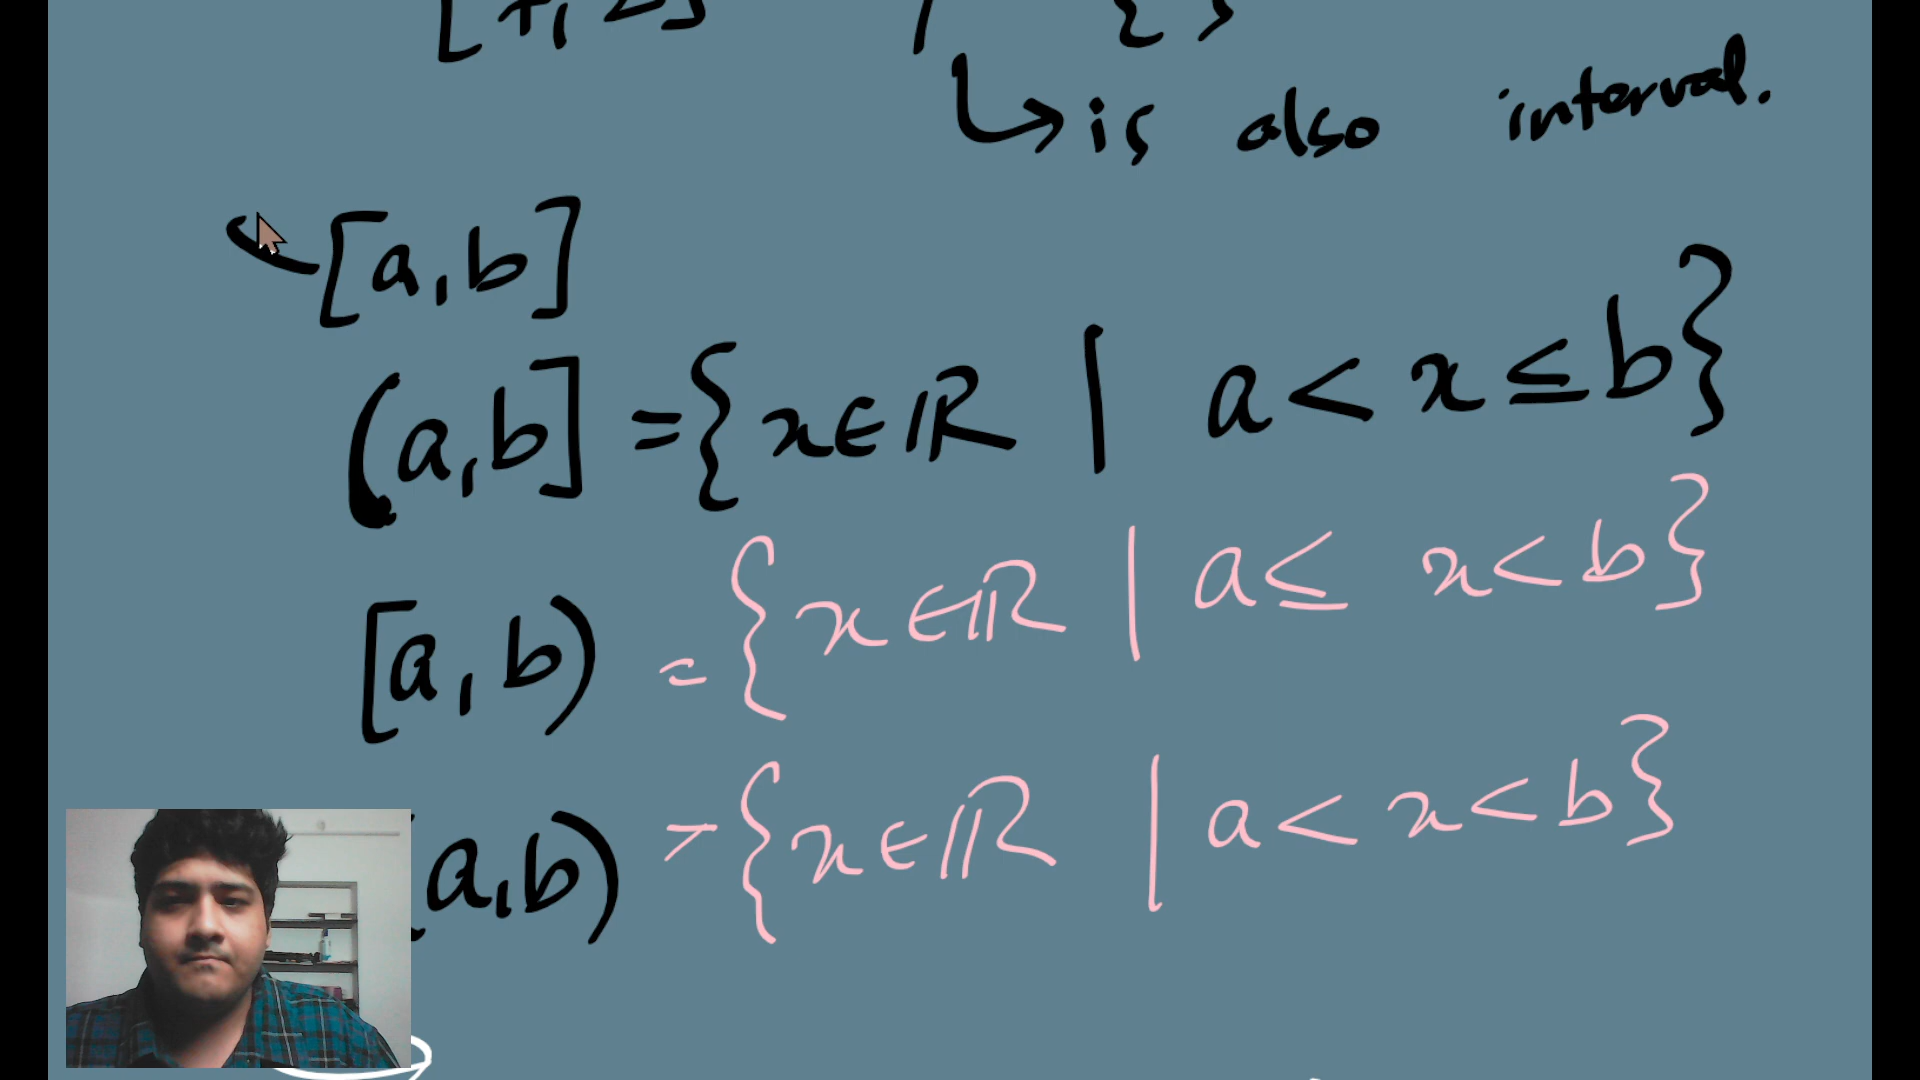 is also interval.
[a,b]
(a,b] = {x∈ℝ | a < x ≤ b}
[a,b) = {x∈ℝ | a ≤ x < b}
(a,b) = {x∈ℝ | a < x < b}